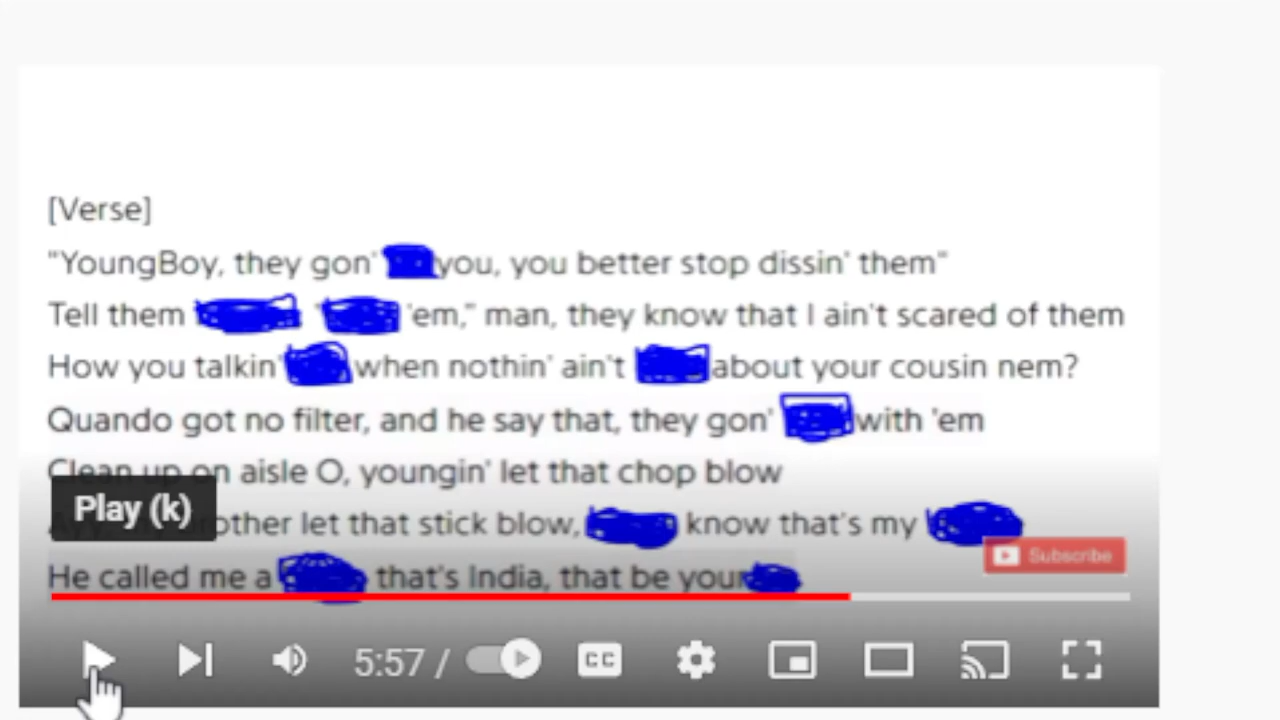 [Verse]
"YoungBoy, they gon' you, you better stop dissin' them"
Tell them " 'em," man, they know that I ain't scared of them
How you talkin' when nothin' ain't about your cousin nem?
Quando got no filter, and he say that, they gon' with 'em
Clean up on aisle O, youngin' let that chop blow
Play (k)
let that stick blow, know that's my
Subscribe
He called me a that's India, that be your
5:57 /
CC